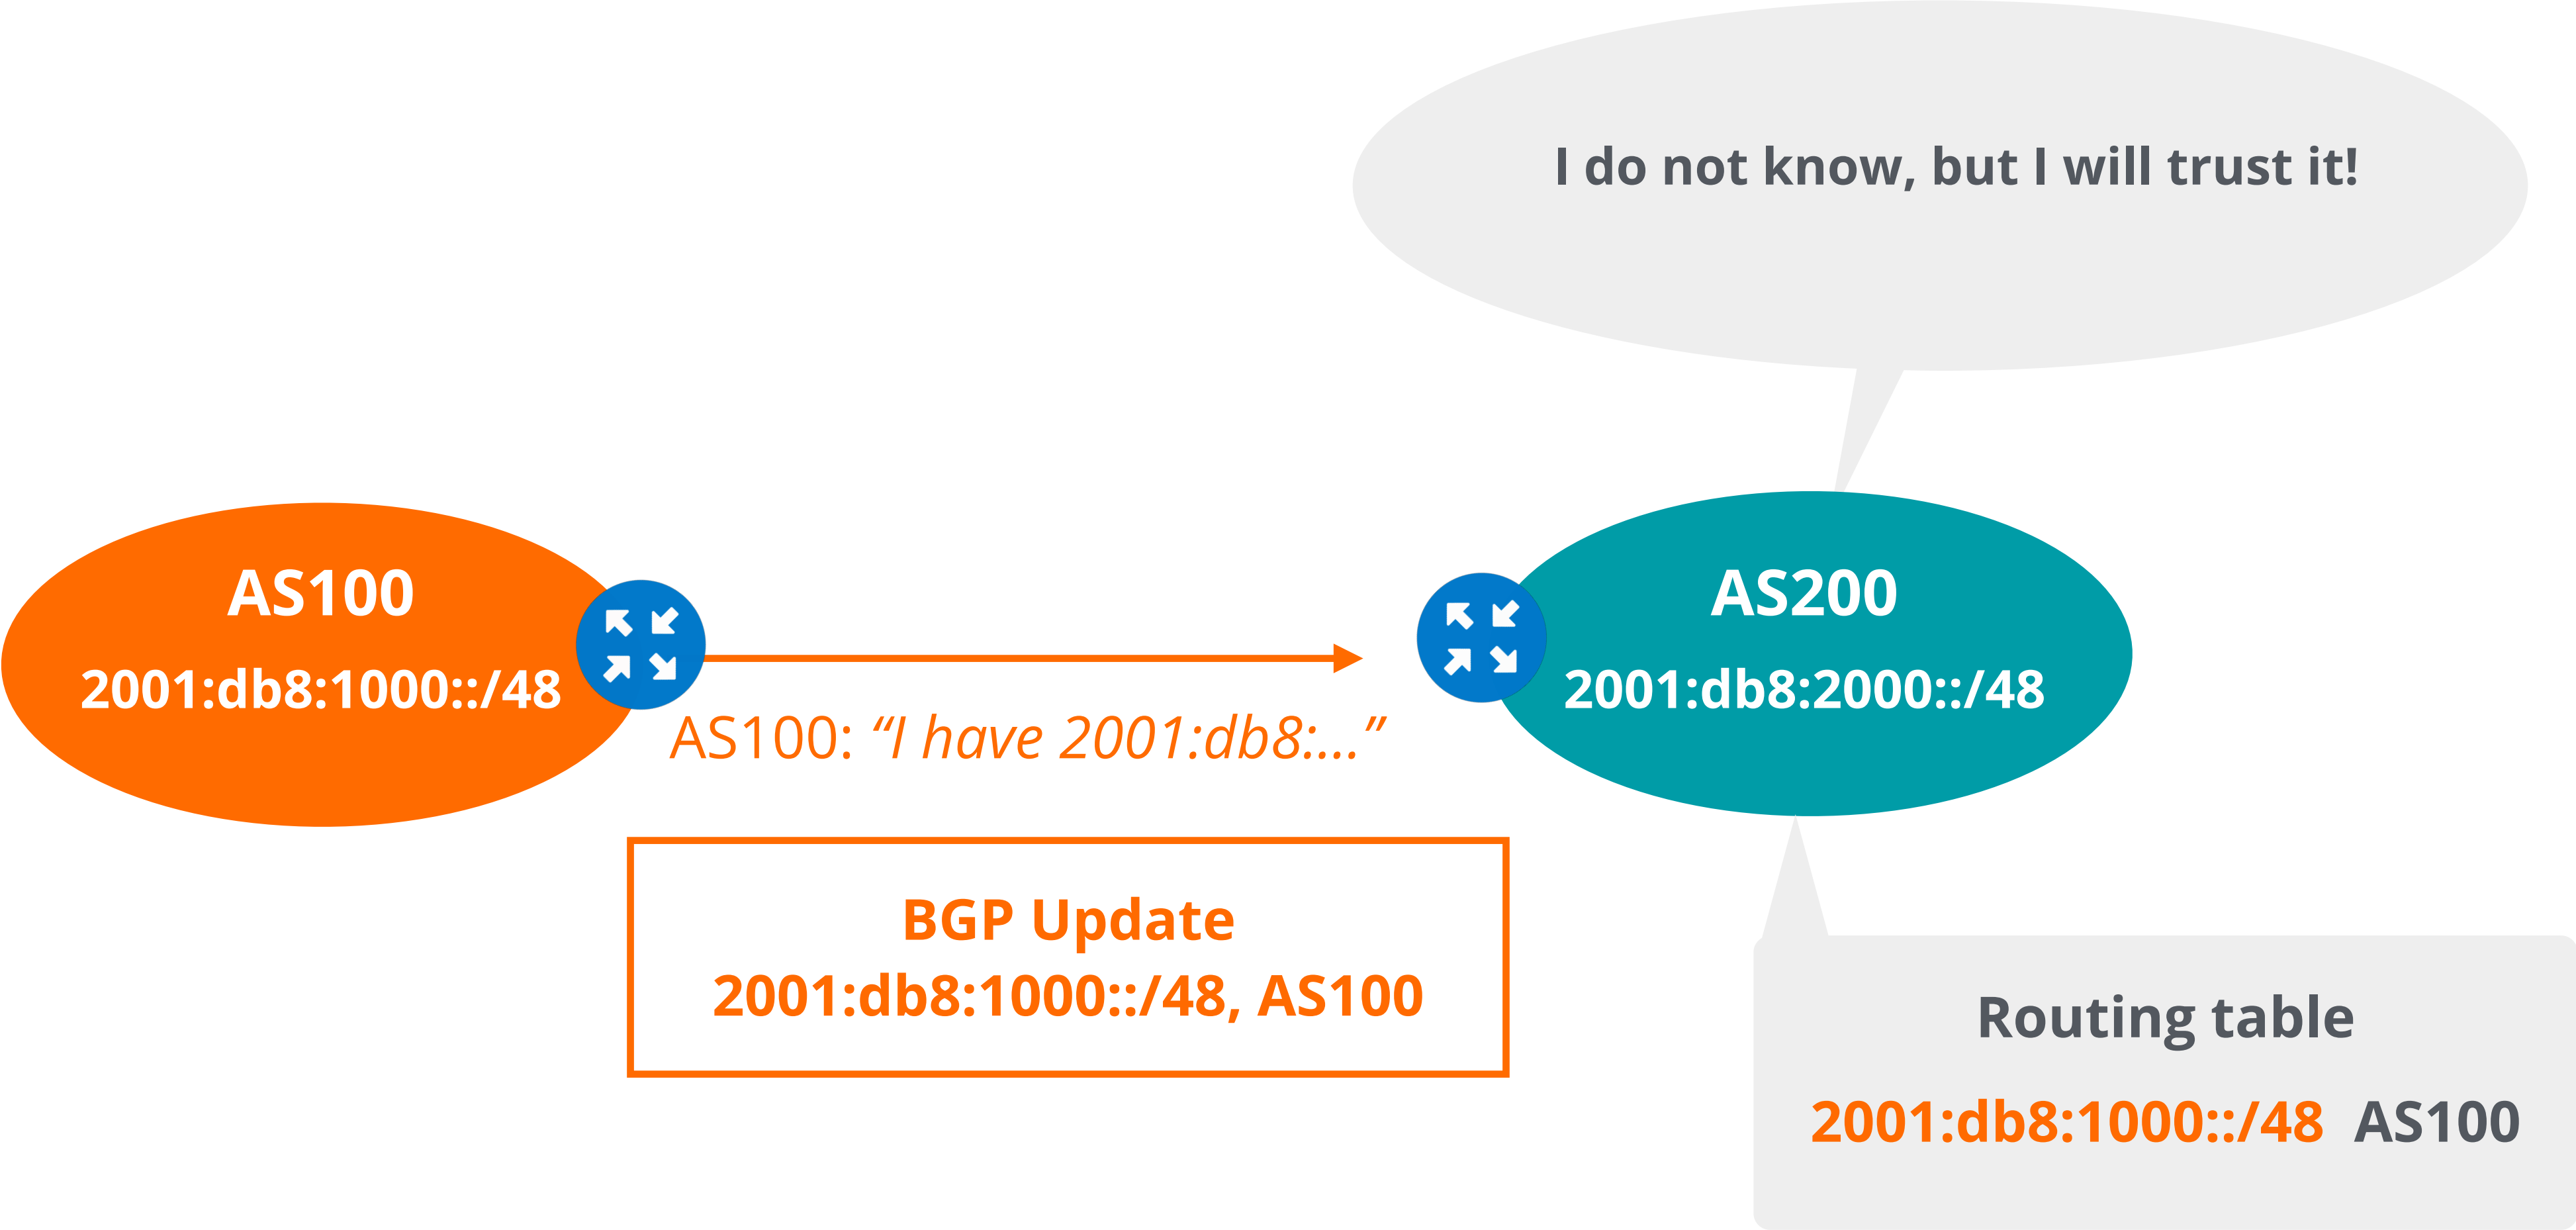 I do not know, but I will trust it!
AS100
2001:db8:1000::/48
AS200
2001:db8:2000::/48
AS100: “I have 2001:db8:...”
BGP Update
2001:db8:1000::/48, AS100
Routing table
2001:db8:1000::/48 AS100